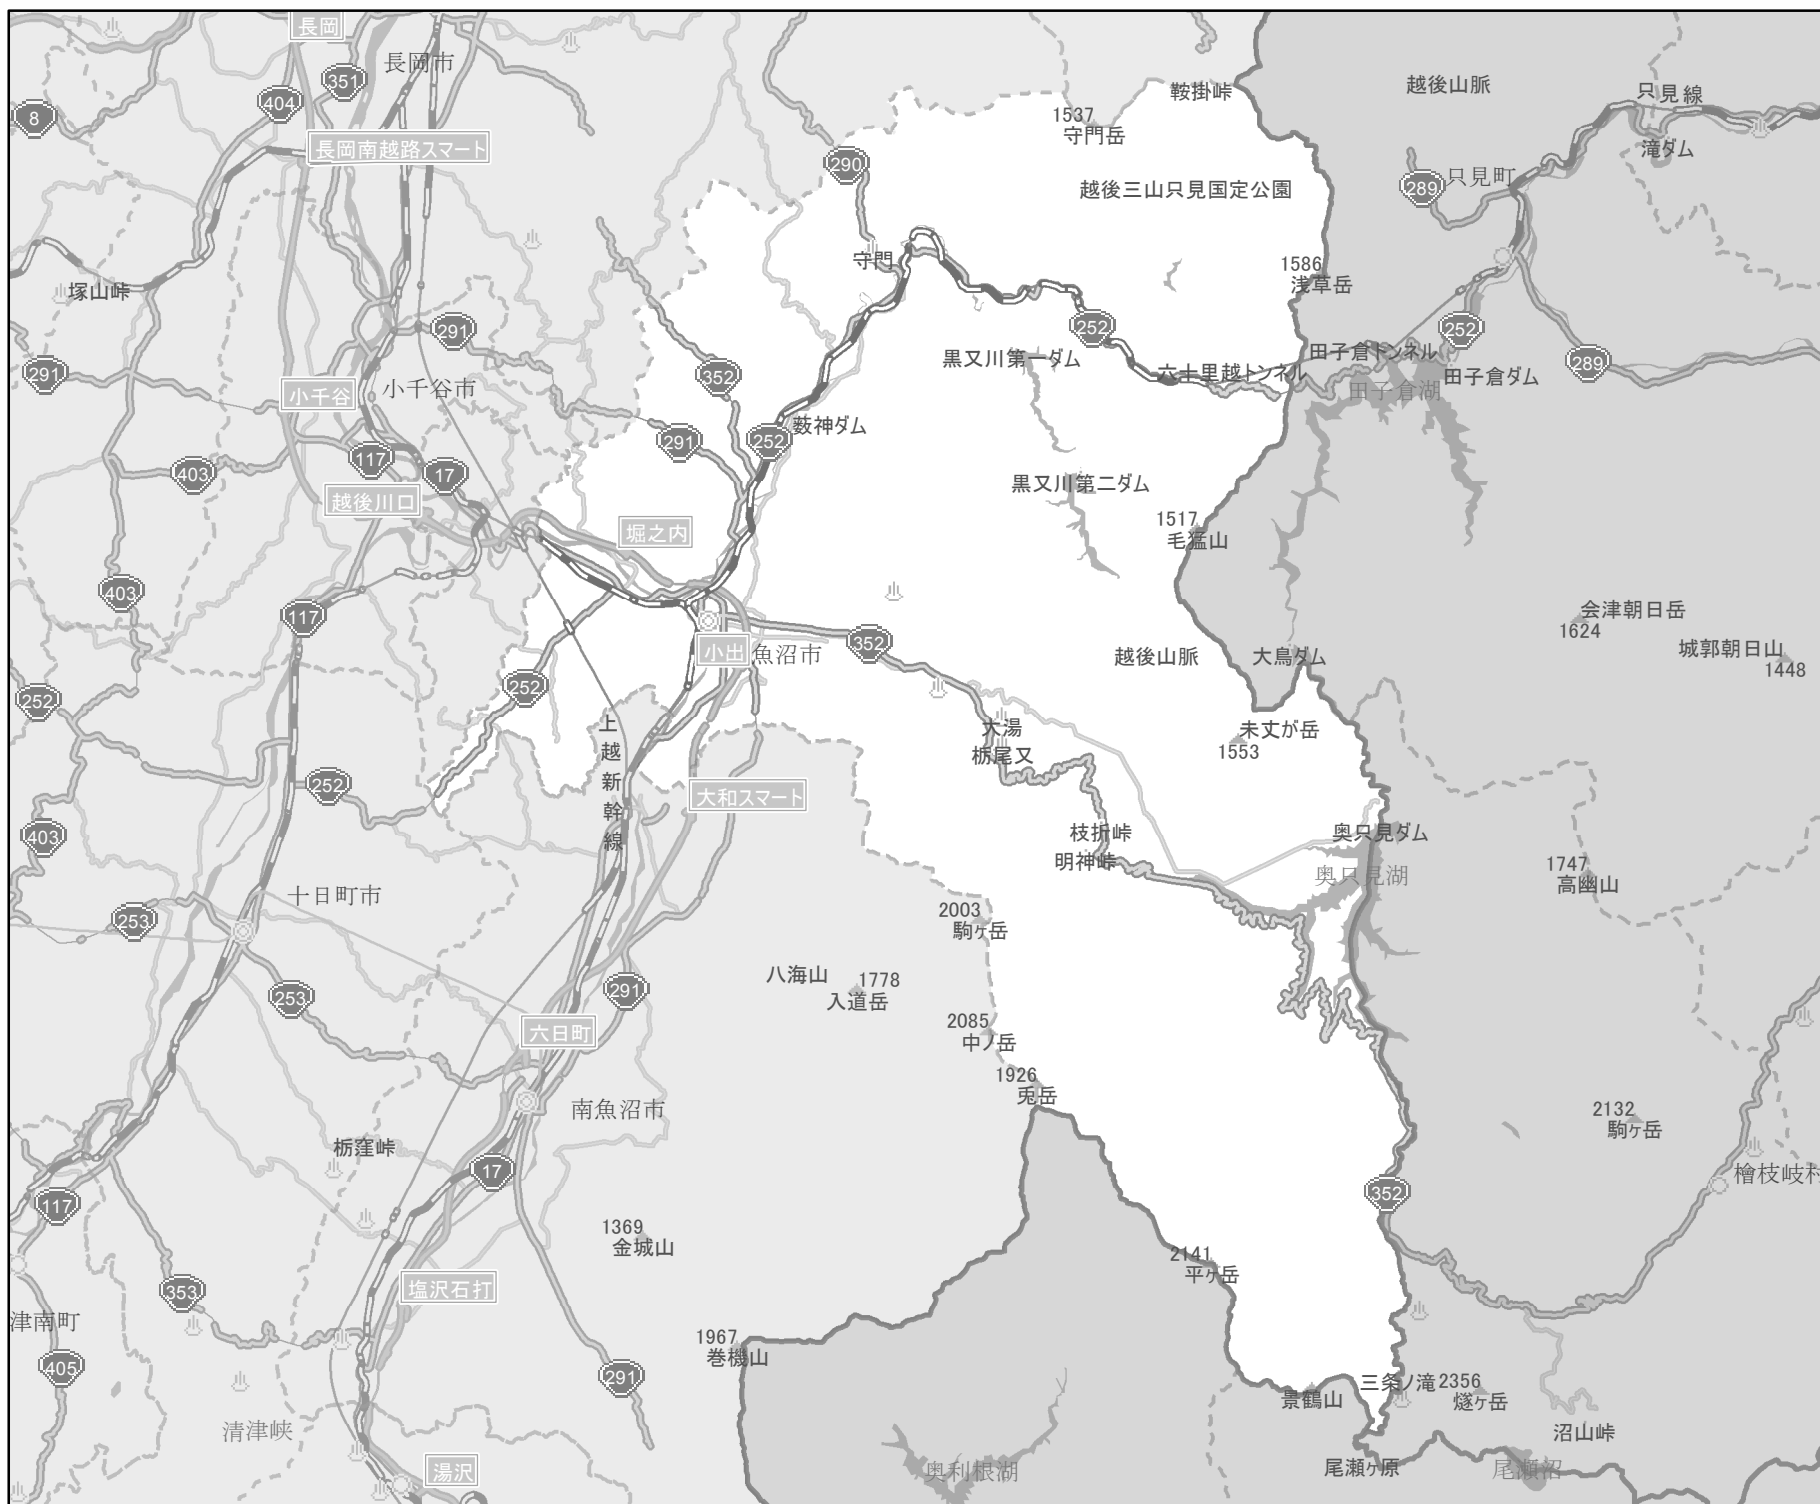 長岡
長岡市
351
404
8
鞍掛峠
越後山脈
只見線
1537
守門岳
滝ダム
長岡南越路スマート
290
越後三山只見国定公園
289
只見町
守門
1586
浅草岳
塚山峠
291
252
252
291
黒又川第一ダム
六十里越トンネル
田子倉トンネル
289
小千谷
小千谷市
352
田子倉ダム
田子倉湖
薮神ダム
291
252
117
17
403
越後川口
黒又川第二ダム
堀之内
1517
毛猛山
403
117
会津朝日岳
1624
352
小出
魚沼市
越後山脈
大鳥ダム
城郭朝日山
1448
252
252
上越新幹線
大湯
栃尾又
未丈が岳
1553
252
大和スマート
403
枝折峠
明神峠
奥只見ダム
奥只見湖
1747
高幽山
十日町市
253
2003
駒ヶ岳
253
291
八海山
1778
入道岳
六日町
2085
中ノ岳
1926
兎岳
南魚沼市
2132
駒ヶ岳
栃窪峠
17
117
352
檜枝岐村
1369
金城山
2141
平ヶ岳
353
塩沢石打
津南町
405
1967
巻機山
291
三条ノ滝
2356
燧ヶ岳
景鶴山
清津峡
沼山峠
湯沢
奥利根湖
尾瀬ヶ原
尾瀬沼